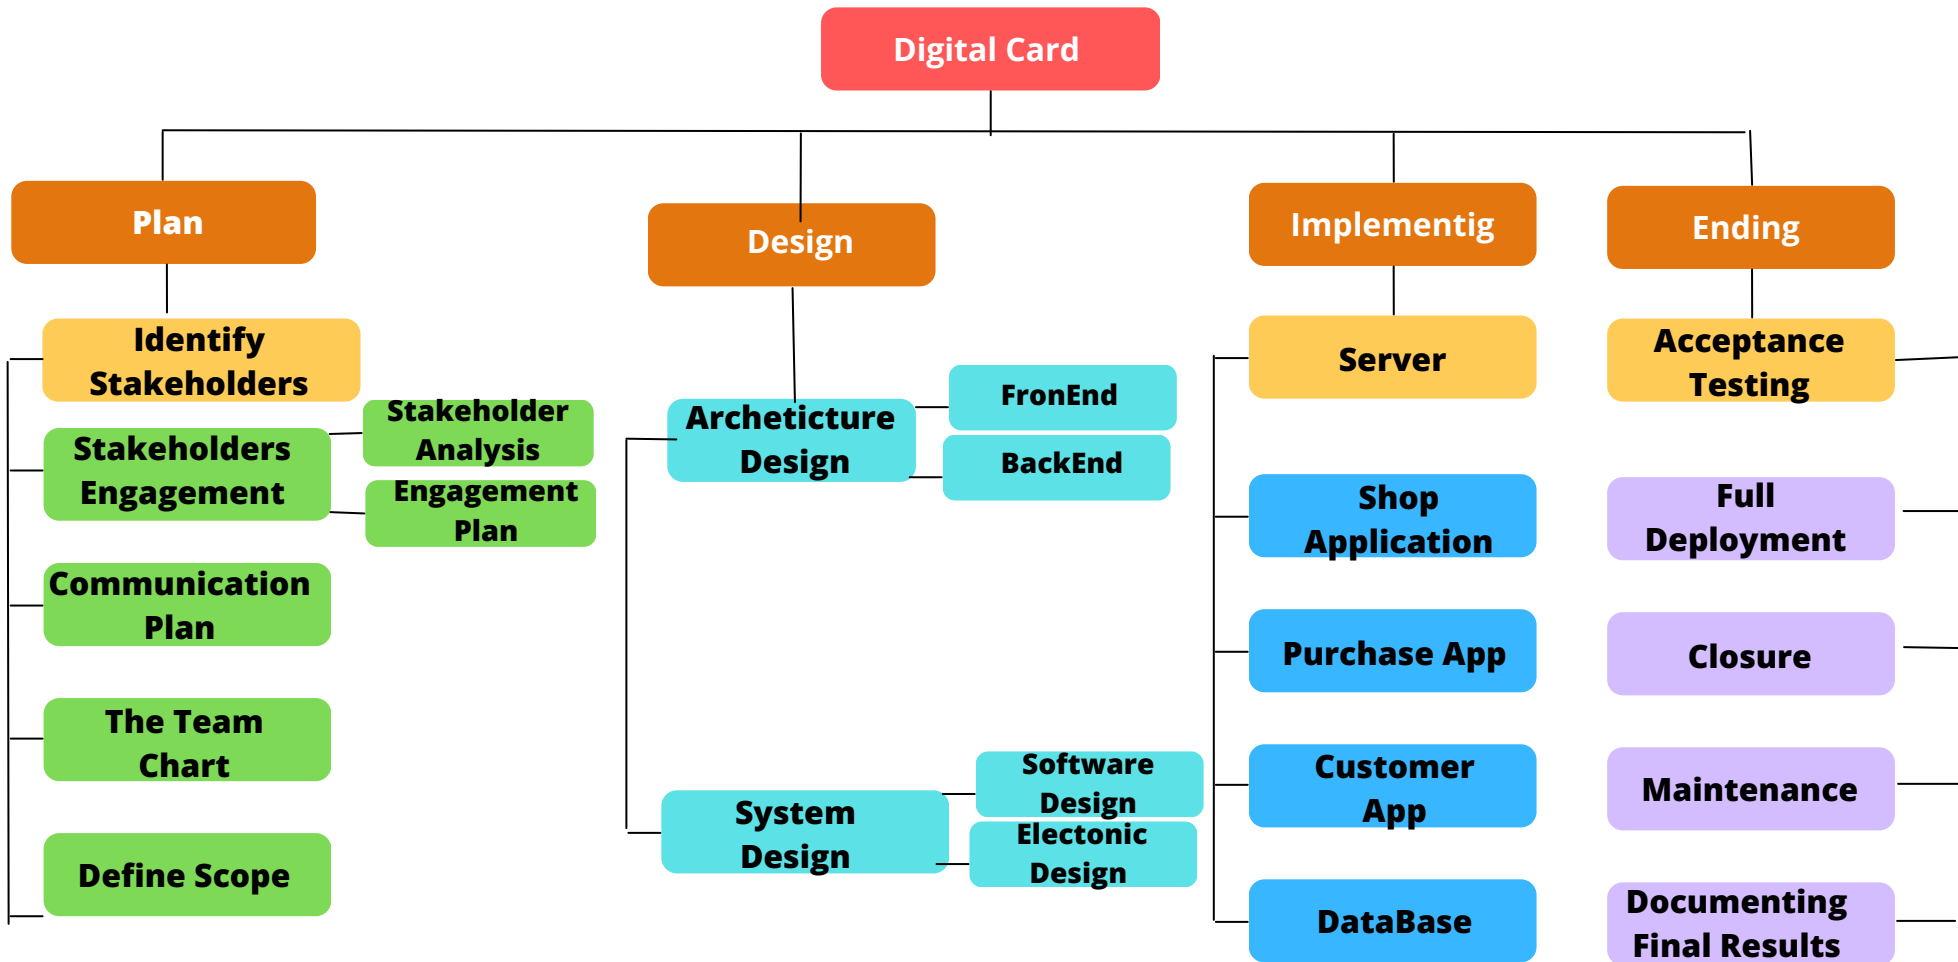 Digital Card
Plan
Design
Implementig
Ending
Identify
Stakeholders
Stakeholders
Engagement
Stakeholder
Analysis
Engagement
Plan
Communication
Plan
The Team
Chart
Define Scope
Archeticture
Design
FronEnd
BackEnd
System
Design
Software
Design
Electonic
Design
Server
Shop
Application
Purchase App
Customer
App
DataBase
Acceptance
Testing
Full
Deployment
Closure
Maintenance
Documenting
Final Results